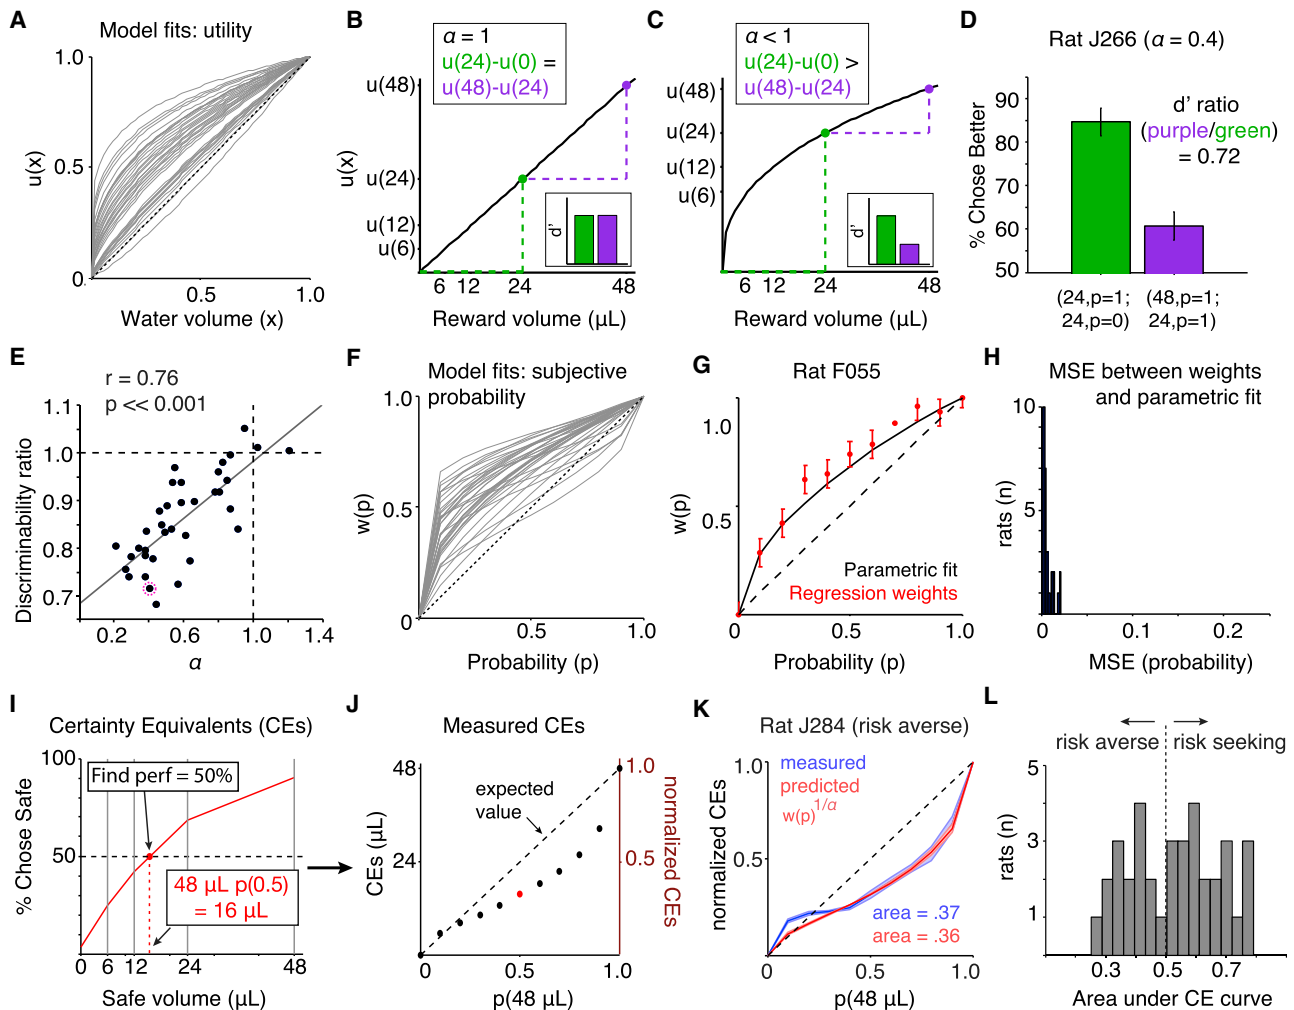 A
Model fits: utility
1.0
0.5
0
0.5
1.0
u(x)
Water volume (x)
B
α = 1
u(24)-u(0) =
u(48)-u(24)
u(48)
u(24)
u(12)
u(6)
u(x)
d'
6 12 24 48
Reward volume (μL)
C
α < 1
u(24)-u(0) >
u(48)-u(24)
u(48)
u(24)
u(12)
u(6)
d'
6 12 24 48
Reward volume (μL)
D
Rat J266 (α = 0.4)
90
80
70
60
50
% Chose Better
d' ratio
(purple/green)
= 0.72
(24,p=1;
24,p=0)
(48,p=1;
24,p=1)
E
r = 0.76
p << 0.001
1.1
1.0
0.9
0.8
0.7
Discriminability ratio
0.2 0.6 1.0 1.4
α
F
Model fits: subjective
probability
1.0
0.5
0
w(p)
0.5 1.0
Probability (p)
G
Rat F055
1.0
0.5
w(p)
Parametric fit
Regression weights
0 0.5 1.0
Probability (p)
H
MSE between weights
and parametric fit
10
5
rats (n)
0 0.1 0.2
MSE (probability)
I
Certainty Equivalents (CEs)
100
50
0
% Chose Safe
Find perf = 50%
48 μL p(0.5)
= 16 μL
0 6 12 15 24 48
Safe volume (μL)
J
Measured CEs
48
24
0
CEs (μL)
expected
value
1.0
0.5
normalized CEs
0 0.5 1.0
p(48 μL)
K
Rat J284 (risk averse)
1.0
0.5
normalized CEs
measured
predicted
w(p)1/α
area = .37
area = .36
0 0.5 1.0
p(48 μL)
L
risk averse
risk seeking
5
3
1
rats (n)
0.3 0.5 0.7
Area under CE curve